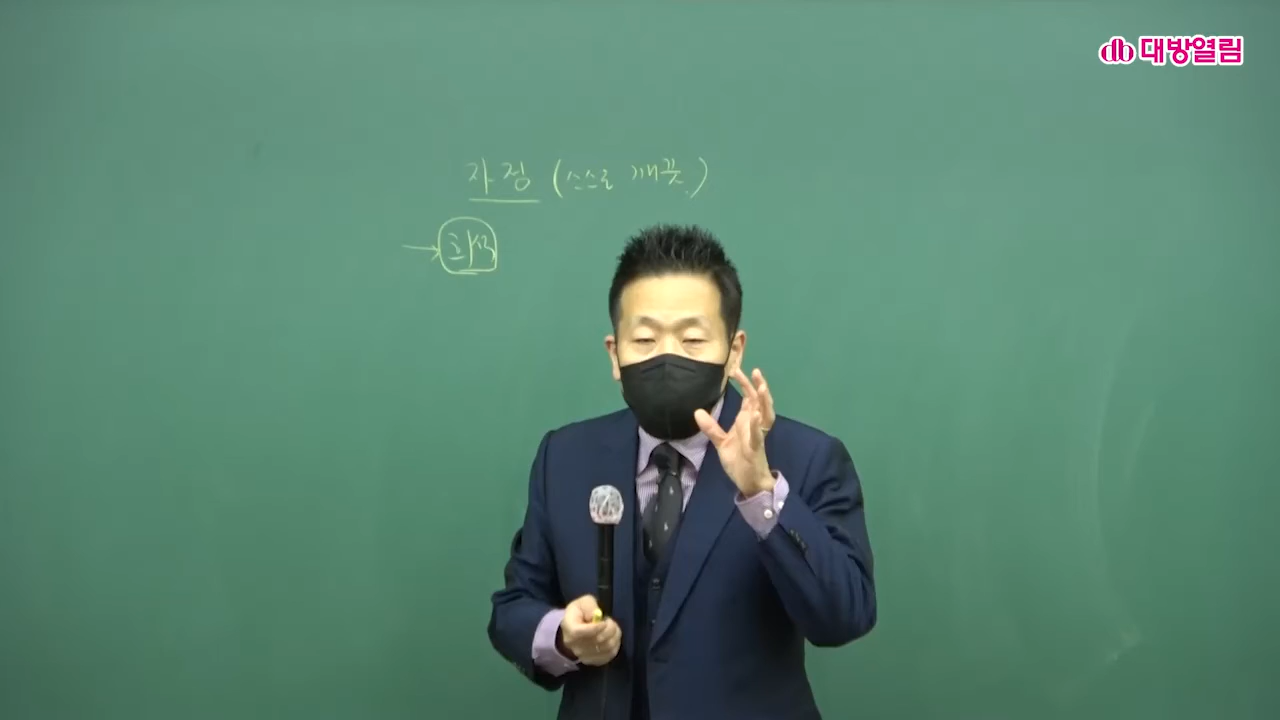 대방열림
자정 (스스로 깨끗.)
→ 희석